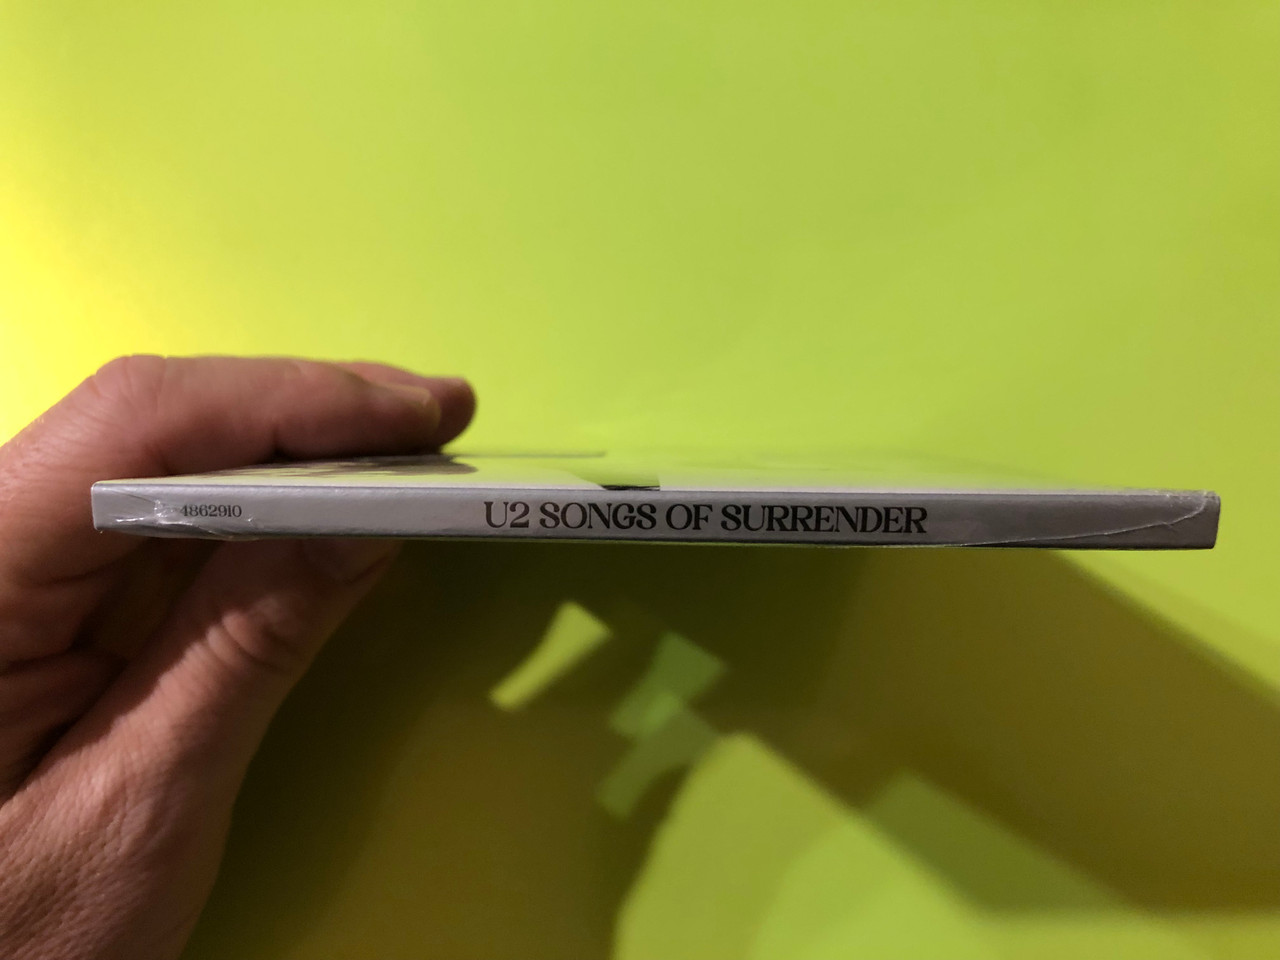 4862910 U2 SONGS OF SURRENDER